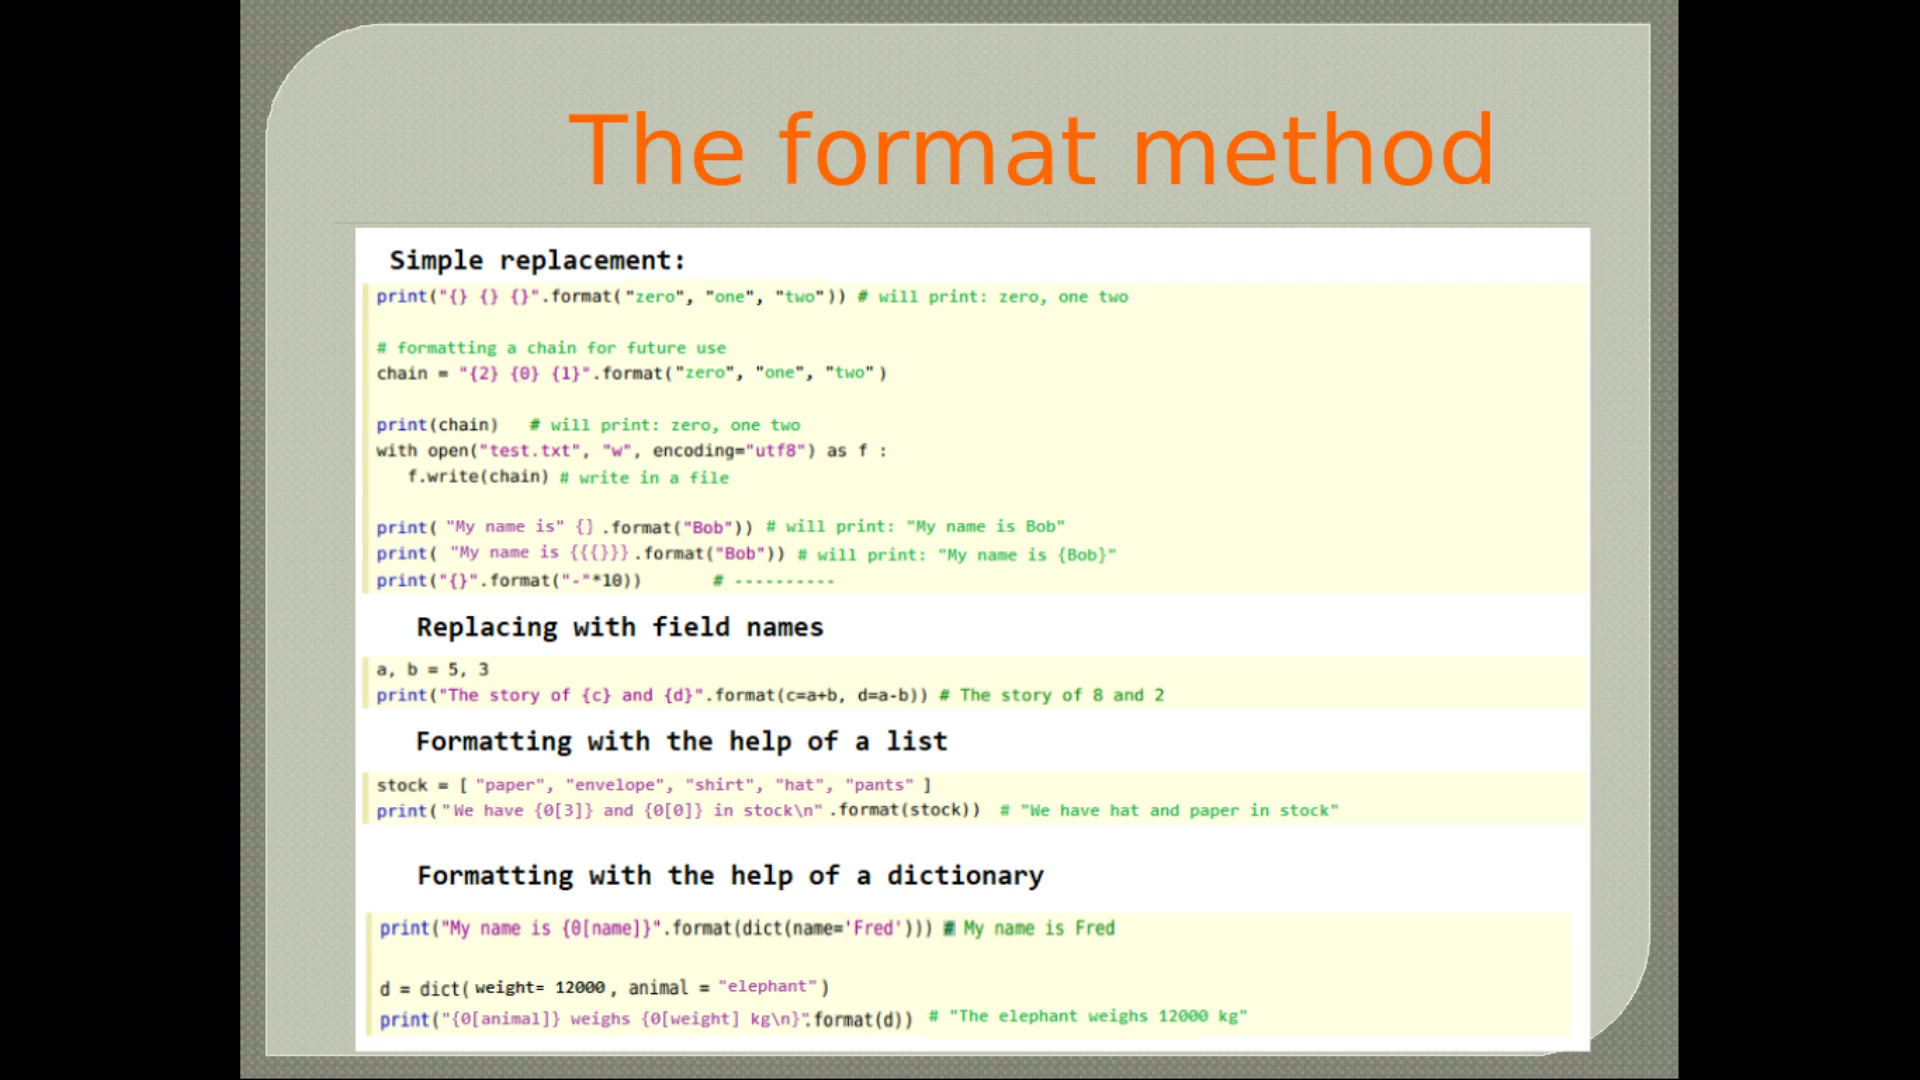 The format method
Simple replacement:
print("{} {} {}".format("zero", "one", "two")) # will print: zero, one two
# formatting a chain for future use
chain = "{2} {0} {1}".format("zero", "one", "two")
print(chain) # will print: zero, one two
with open("test.txt", "w", encoding="utf8") as f :
f.write(chain) # write in a file
print( "My name is" {} .format("Bob")) # will print: "My name is Bob"
print( "My name is {{{}}} .format("Bob")) # will print: "My name is {Bob}"
print("{}".format("-"*10)) # ----------
Replacing with field names
a, b = 5, 3
print("The story of {c} and {d}".format(c=a+b, d=a-b)) # The story of 8 and 2
Formatting with the help of a list
stock = [ "paper", "envelope", "shirt", "hat", "pants" ]
print("We have {0[3]} and {0[0]} in stock\n" .format(stock)) # "We have hat and paper in stock"
Formatting with the help of a dictionary
print("My name is {0[name]}".format(dict(name='Fred'))) # My name is Fred
d = dict( weight= 12000 , animal = "elephant")
print("{0[animal]} weighs {0[weight] kg\n}".format(d)) # "The elephant weighs 12000 kg"